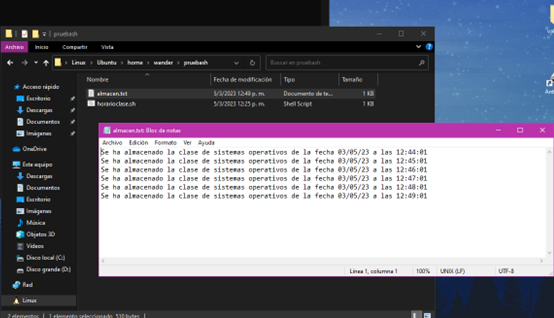 pruebash
Archivo Inicio Compartir Vista
Linux Ubuntu home wander pruebash
Buscar en pruebash
Nombre Fecha de modificación Tipo Tamaño
almacen.txt 5/3/2023 12:49 p. m. Documento de te... 1 KB
horarioclase.sh 5/3/2023 12:25 p. m. Shell Script 1 KB
Acceso rápido
Escritorio
Descargas
Documentos
Imágenes
OneDrive
Este equipo
Descargas
Documentos
Escritorio
Imágenes
Música
Objetos 3D
Vídeos
Disco local (C:)
Disco grande (D:)
Red
Linux
2 elementos 1 elemento seleccionado 510 bytes
almacen.txt: Bloc de notas
Archivo Edición Formato Ver Ayuda
Se ha almacenado la clase de sistemas operativos de la fecha 03/05/23 a las 12:44:01
Se ha almacenado la clase de sistemas operativos de la fecha 03/05/23 a las 12:45:01
Se ha almacenado la clase de sistemas operativos de la fecha 03/05/23 a las 12:46:01
Se ha almacenado la clase de sistemas operativos de la fecha 03/05/23 a las 12:47:01
Se ha almacenado la clase de sistemas operativos de la fecha 03/05/23 a las 12:48:01
Se ha almacenado la clase de sistemas operativos de la fecha 03/05/23 a las 12:49:01
Línea 1, columna 1 100% UNIX (LF) UTF-8